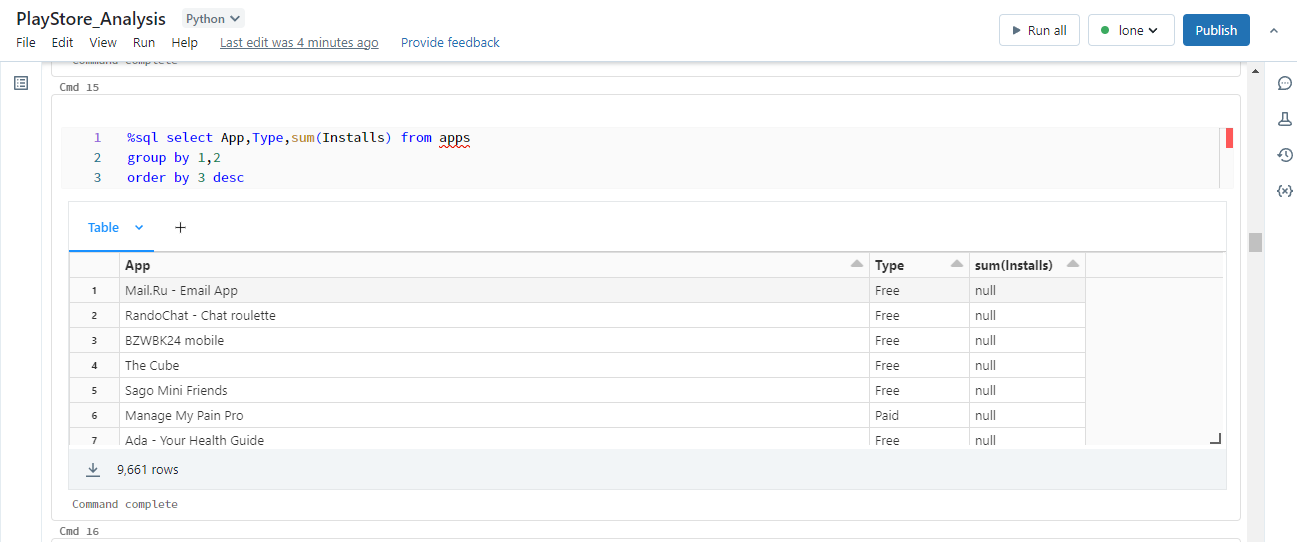 PlayStore_Analysis Python
File Edit View Run Help Last edit was 4 minutes ago Provide feedback
Run all lone Publish
Command complete
Cmd 15
1 %sql select App,Type,sum(Installs) from apps
2 group by 1,2
3 order by 3 desc
Table +
App Type sum(Installs)
1 Mail.Ru - Email App Free null
2 RandoChat - Chat roulette Free null
3 BZWBK24 mobile Free null
4 The Cube Free null
5 Sago Mini Friends Free null
6 Manage My Pain Pro Paid null
7 Ada - Your Health Guide Free null
9,661 rows
Command complete
Cmd 16